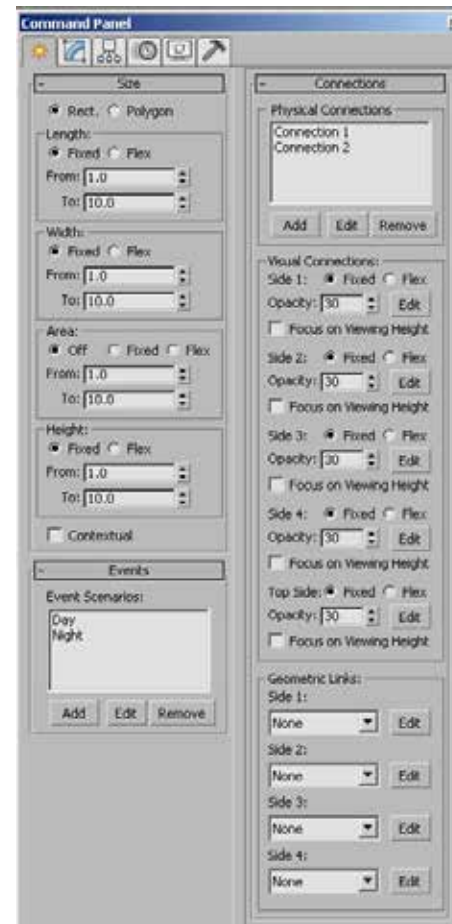 Command Panel
- Size
Rect. Polygon
Length:
Fixed Flex
From: 1.0
To: 10.0
Width:
Fixed Flex
From: 1.0
To: 10.0
Area:
Off Fixed Flex
From: 1.0
To: 10.0
Height:
Fixed Flex
From: 1.0
To: 10.0
Contextual
- Events
Event Scenarios:
Day
Night
Add Edit Remove
- Connections
Physical Connections
Connection 1
Connection 2
Add Edit Remove
Visual Connections:
Side 1: Fixed Flex
Opacity: 30 Edit
Focus on Viewing Height
Side 2: Fixed Flex
Opacity: 30 Edit
Focus on Viewing Height
Side 3: Fixed Flex
Opacity: 30 Edit
Focus on Viewing Height
Side 4: Fixed Flex
Opacity: 30 Edit
Focus on Viewing Height
Top Side: Fixed Flex
Opacity: 30 Edit
Focus on Viewing Height
Geometric Links:
Side 1:
None Edit
Side 2:
None Edit
Side 3:
None Edit
Side 4:
None Edit